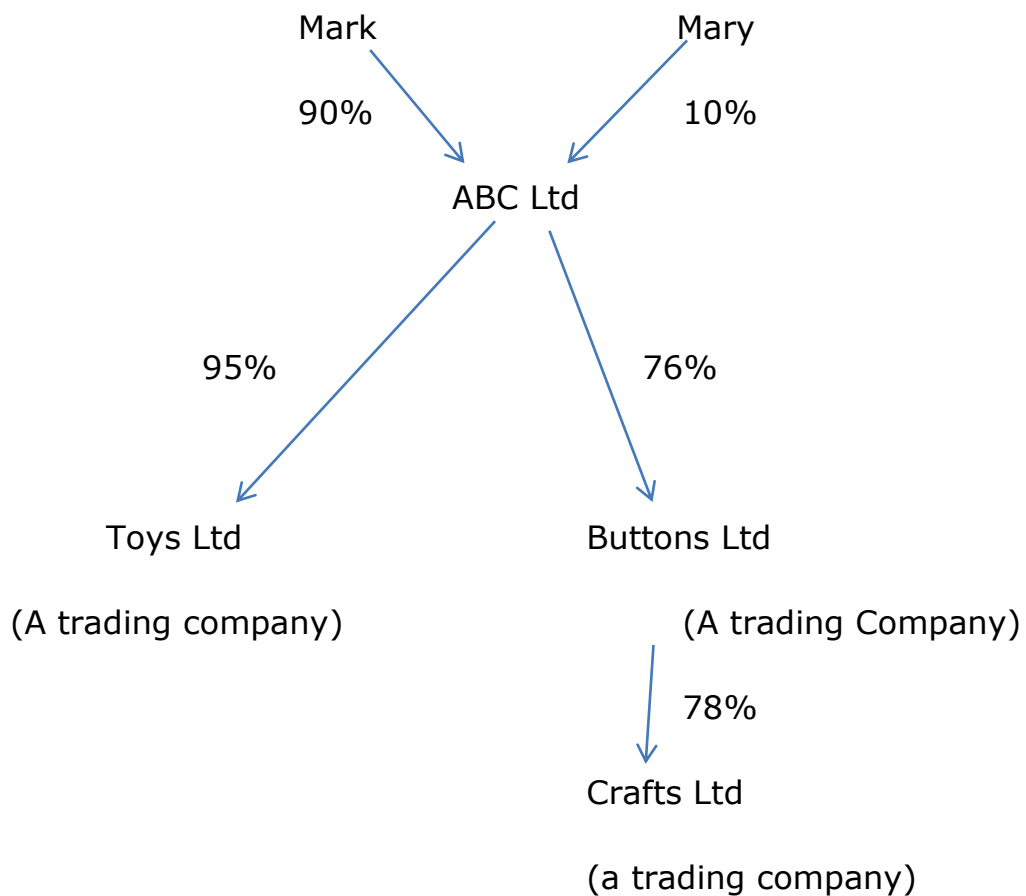 Mark Mary
90% 10%
ABC Ltd
95% 76%
Toys Ltd Buttons Ltd
(A trading company) (A trading Company)
78%
Crafts Ltd
(a trading company)